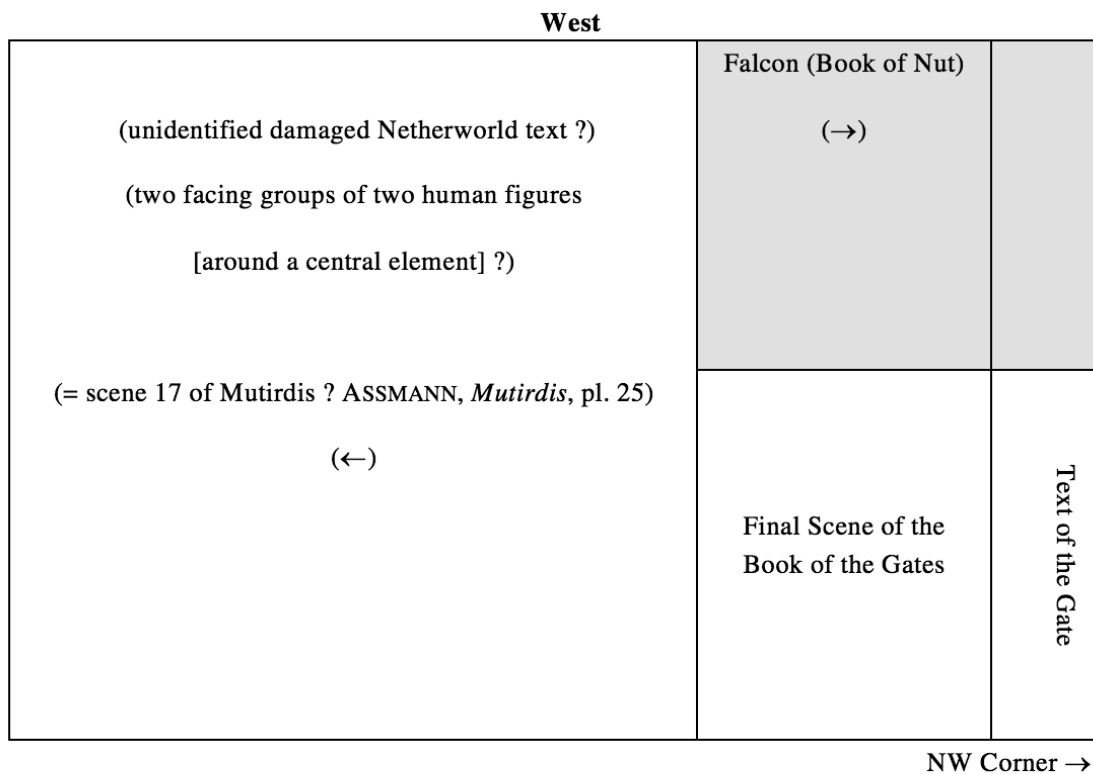 West
Falcon (Book of Nut)
(→)
(unidentified damaged Netherworld text ?)
(two facing groups of two human figures
[around a central element] ?)
(= scene 17 of Mutirdis ? ASSMANN, Mutirdis, pl. 25)
(←)
Final Scene of the
Book of the Gates
Text of the Gate
NW Corner →